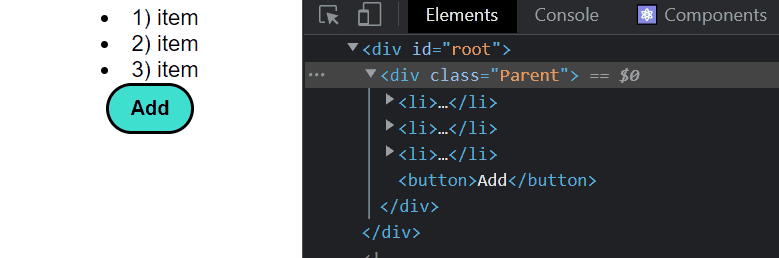 1) item
2) item
3) item
Add
Elements Console Components
<div id="root">
<div class="Parent"> == $0
<li>…</li>
<li>…</li>
<li>…</li>
<button>Add</button>
</div>
</div>